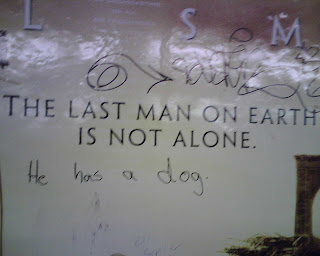 L S M
THE LAST MAN ON EARTH
IS NOT ALONE.
He has a dog.